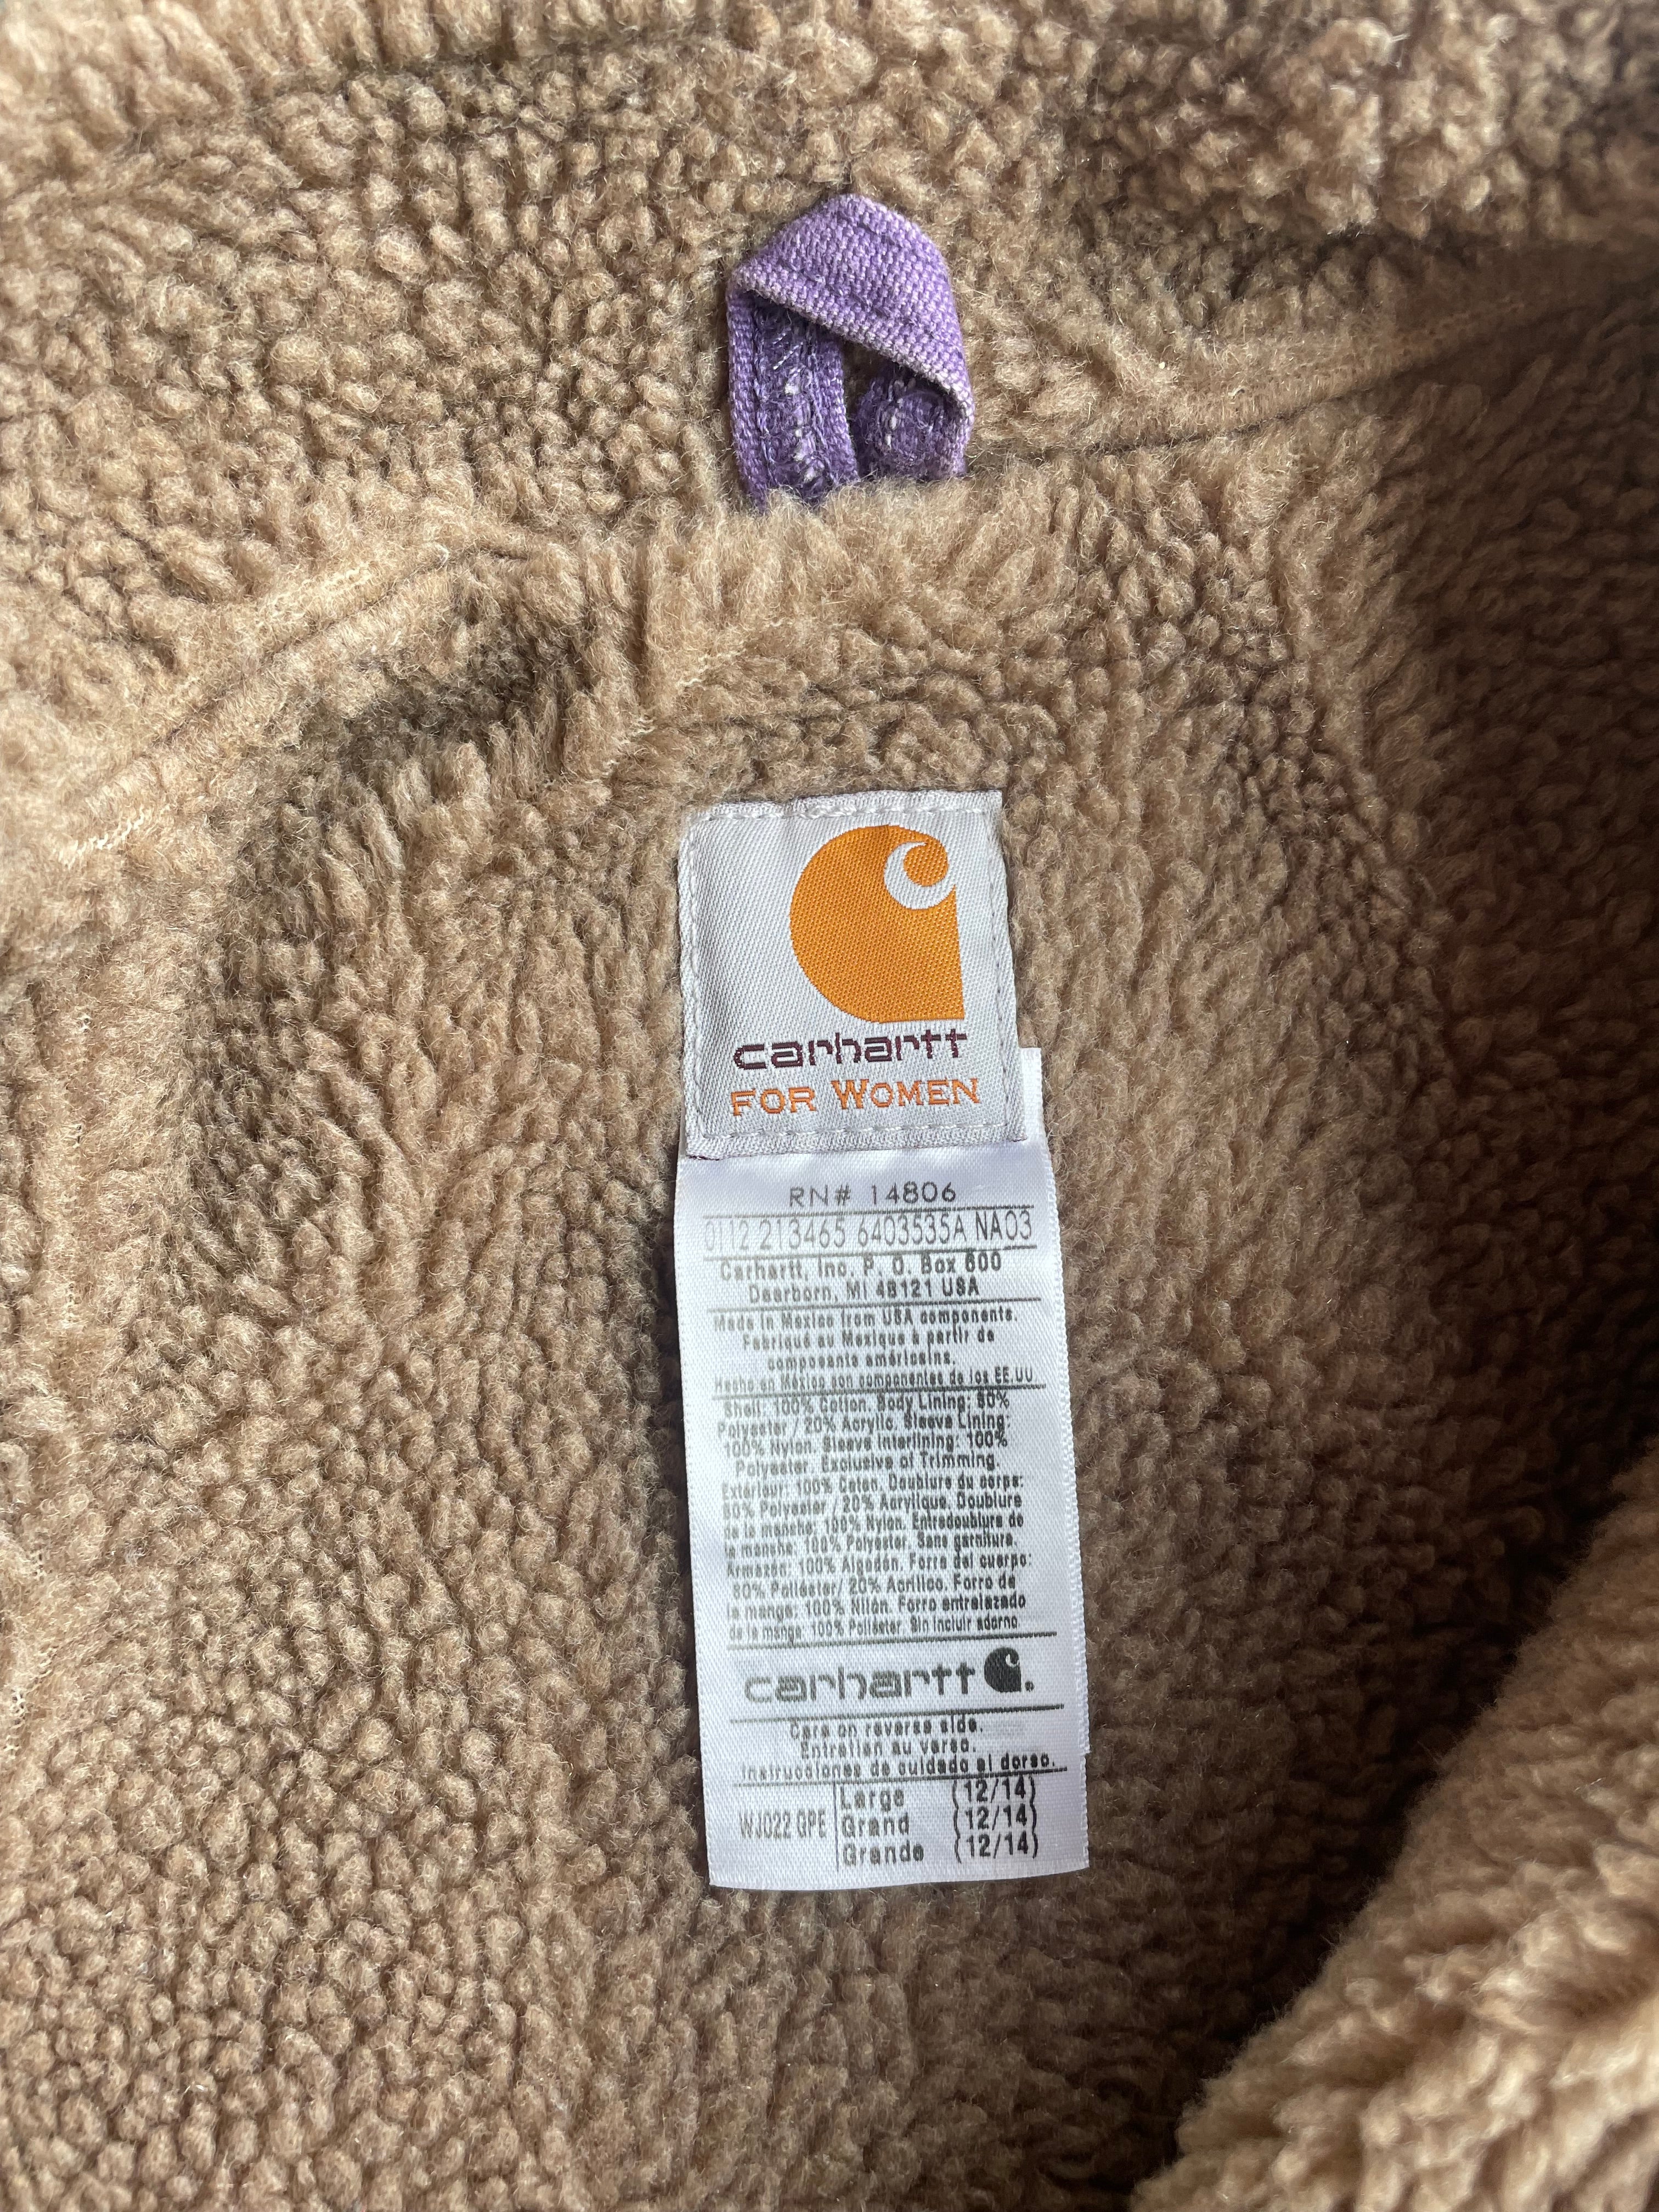 carhartt
FOR WOMEN
RN# 14806
0112 213465 6403535A NA03
Carhartt, Inc. P. O. Box 600
Dearborn, MI 48121 USA
Made in Mexico from USA components.
Fabriqué au Mexique à partir de
composants américains.
Hecho en México con componentes de los EE.UU
Shell: 100% Cotton. Body Lining: 80%
Polyester / 20% Acrylic. Sleeve Lining:
100% Nylon. Sleeve Interlining: 100%
Polyester. Exclusive of Trimming.
Extérieur: 100% Coton. Doublure du corps:
80% Polyester / 20% Acrylique. Doublure
de la manche: 100% Nylon. Entredoublure de
la manche: 100% Polyester. Sans garniture.
Armazón: 100% Algodón. Forro del cuerpo:
80% Poliéster/ 20% Acrílico. Forro de
la manga: 100% Nilón. Forro entrelazado
de la manga: 100% Poliéster. Sin incluir adorno
carhartt
Care on reverse side.
Entretien au verso.
Instrucciones de cuidado al dorso.
WJ022 GPE
Large (12/14)
Grand (12/14)
Grande (12/14)